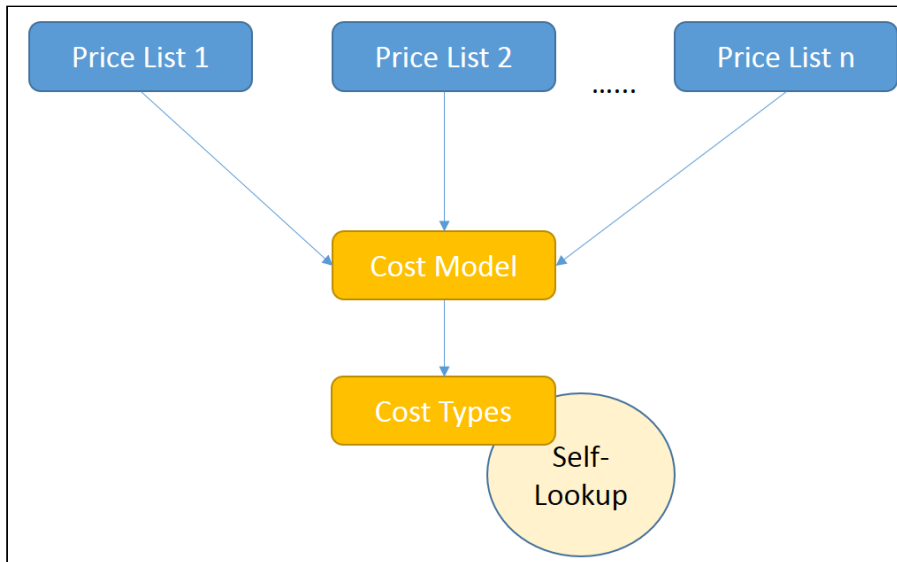 Price List 1
Price List 2
......
Price List n
Cost Model
Cost Types
Self-
Lookup